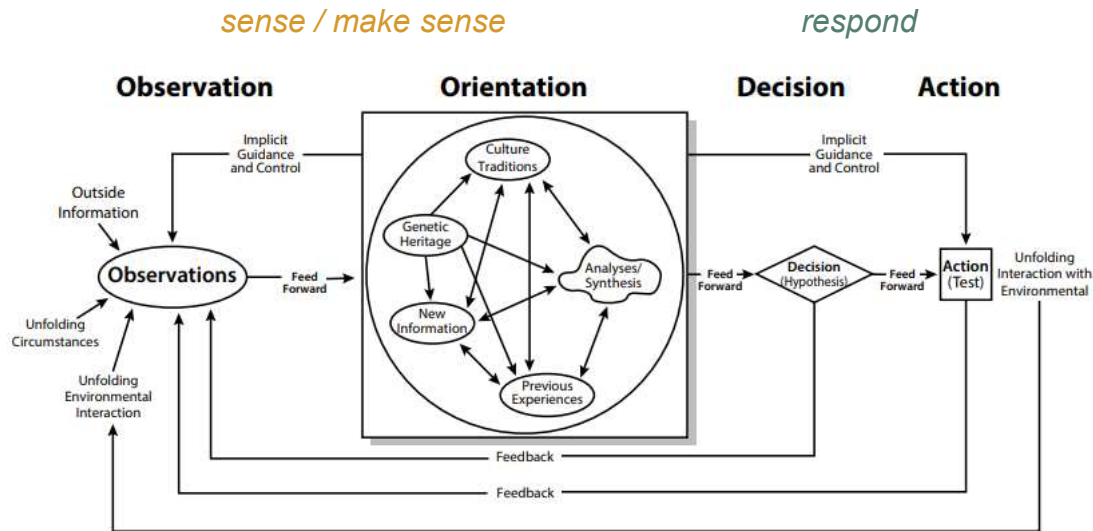 sense / make sense
respond
Observation
Orientation
Decision
Action
Implicit
Guidance
and Control
Culture
Traditions
Implicit
Guidance
and Control
Outside
Information
Genetic
Heritage
Observations
Feed
Forward
Analyses/
Synthesis
Feed
Forward
Decision
(Hypothesis)
Feed
Forward
Action
(Test)
Unfolding
Interaction with
Environmental
New
Information
Unfolding
Circumstances
Unfolding
Environmental
Interaction
Previous
Experiences
Feedback
Feedback